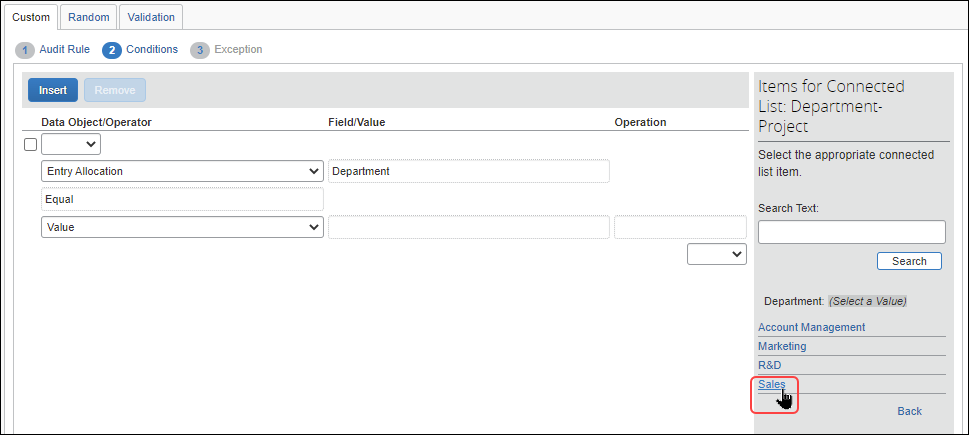 Custom Random Validation
1 Audit Rule 2 Conditions 3 Exception
Insert Remove
Data Object/Operator Field/Value Operation
Entry Allocation Department
Equal
Value
Items for Connected
List: Department-
Project
Select the appropriate connected
list item.
Search Text:
Search
Department: (Select a Value)
Account Management
Marketing
R&D
Sales
Back